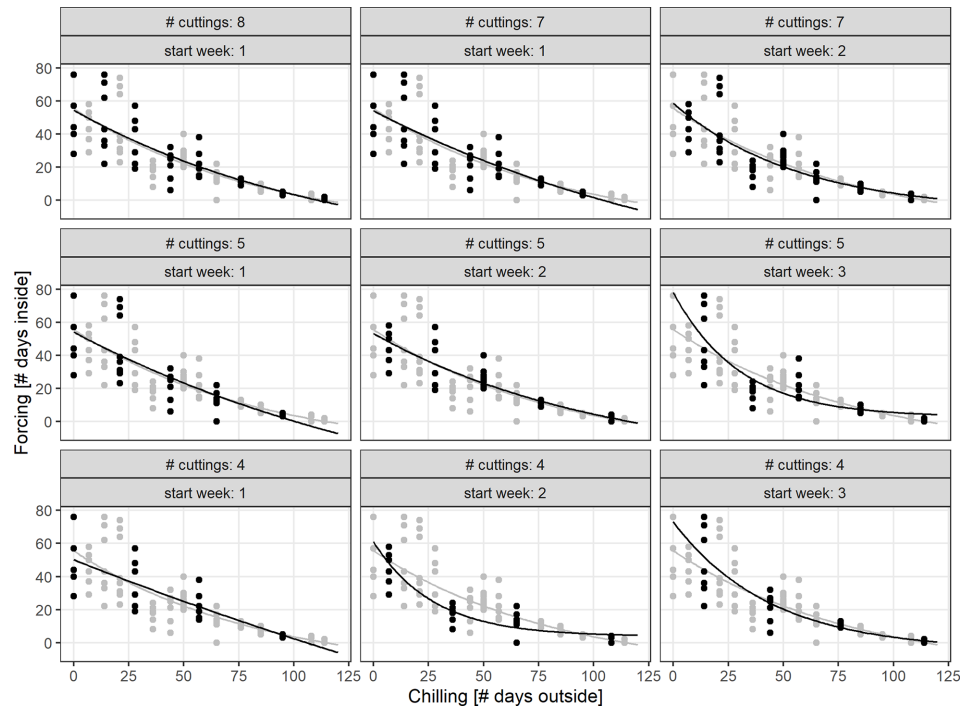 # cuttings: 8
# cuttings: 7
# cuttings: 7
start week: 1
start week: 1
start week: 2
80
60
40
20
0
# cuttings: 5
# cuttings: 5
# cuttings: 5
start week: 1
start week: 2
start week: 3
80
60
40
20
0
Forcing [# days inside]
# cuttings: 4
# cuttings: 4
# cuttings: 4
start week: 1
start week: 2
start week: 3
80
60
40
20
0
0 25 50 75 100 125 0 25 50 75 100 125 0 25 50 75 100 125
Chilling [# days outside]